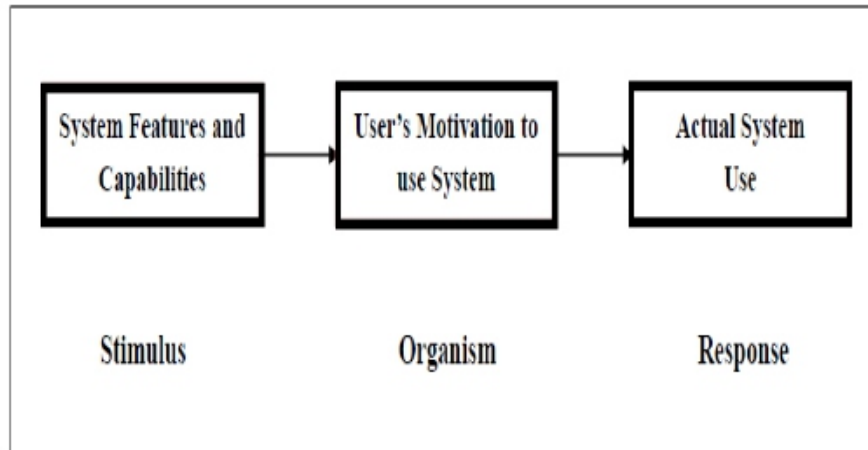 System Features and
Capabilities
User's Motivation to
use System
Actual System
Use
Stimulus
Organism
Response